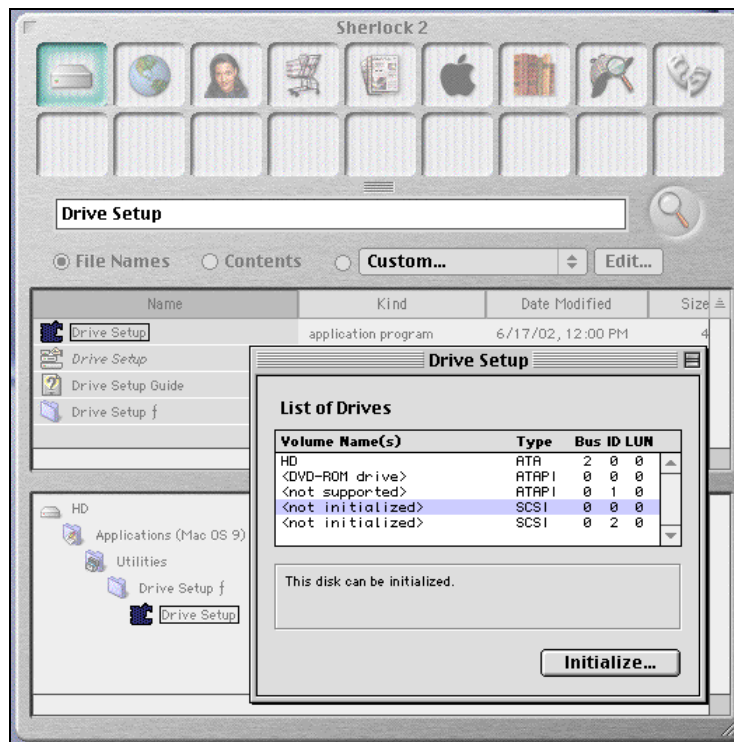 Sherlock 2
Drive Setup
File Names Contents Custom... Edit...
Name Kind Date Modified Size
Drive Setup application program 6/17/02, 12:00 PM 4
Drive Setup
Drive Setup Guide
Drive Setup ƒ
HD
Applications (Mac OS 9)
Utilities
Drive Setup ƒ
Drive Setup
Drive Setup
List of Drives
Volume Name(s) Type Bus ID LUN
HD ATA 2 0 0
<DVD-ROM drive> ATAPI 0 0 0
<not supported> ATAPI 0 1 0
<not initialized> SCSI 0 0 0
<not initialized> SCSI 0 2 0
This disk can be initialized.
Initialize...